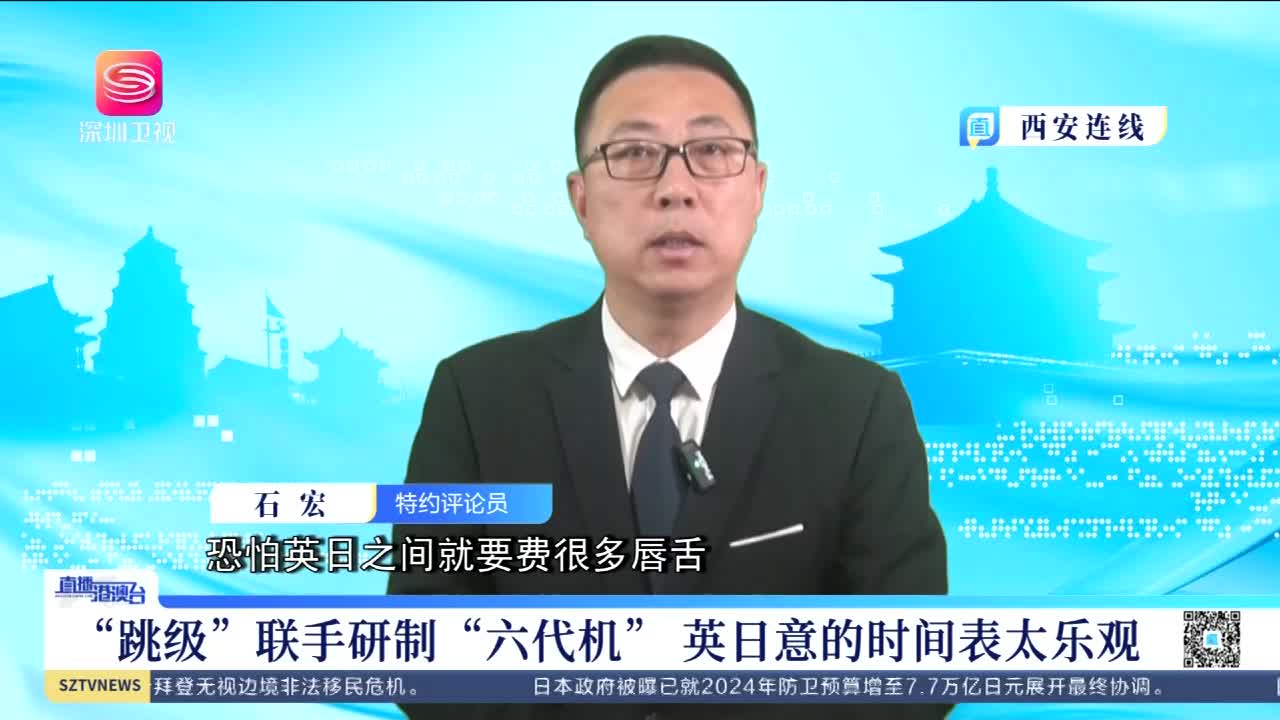 深圳卫视
直
西安连线
石宏
特约评论员
恐怕英日之间就要费很多唇舌
直播港澳台
“跳级”联手研制“六代机” 英日意的时间表太乐观
SZTVNEWS
拜登无视边境非法移民危机。
日本政府被曝已就2024年防卫预算增至7.7万亿日元展开最终协调。